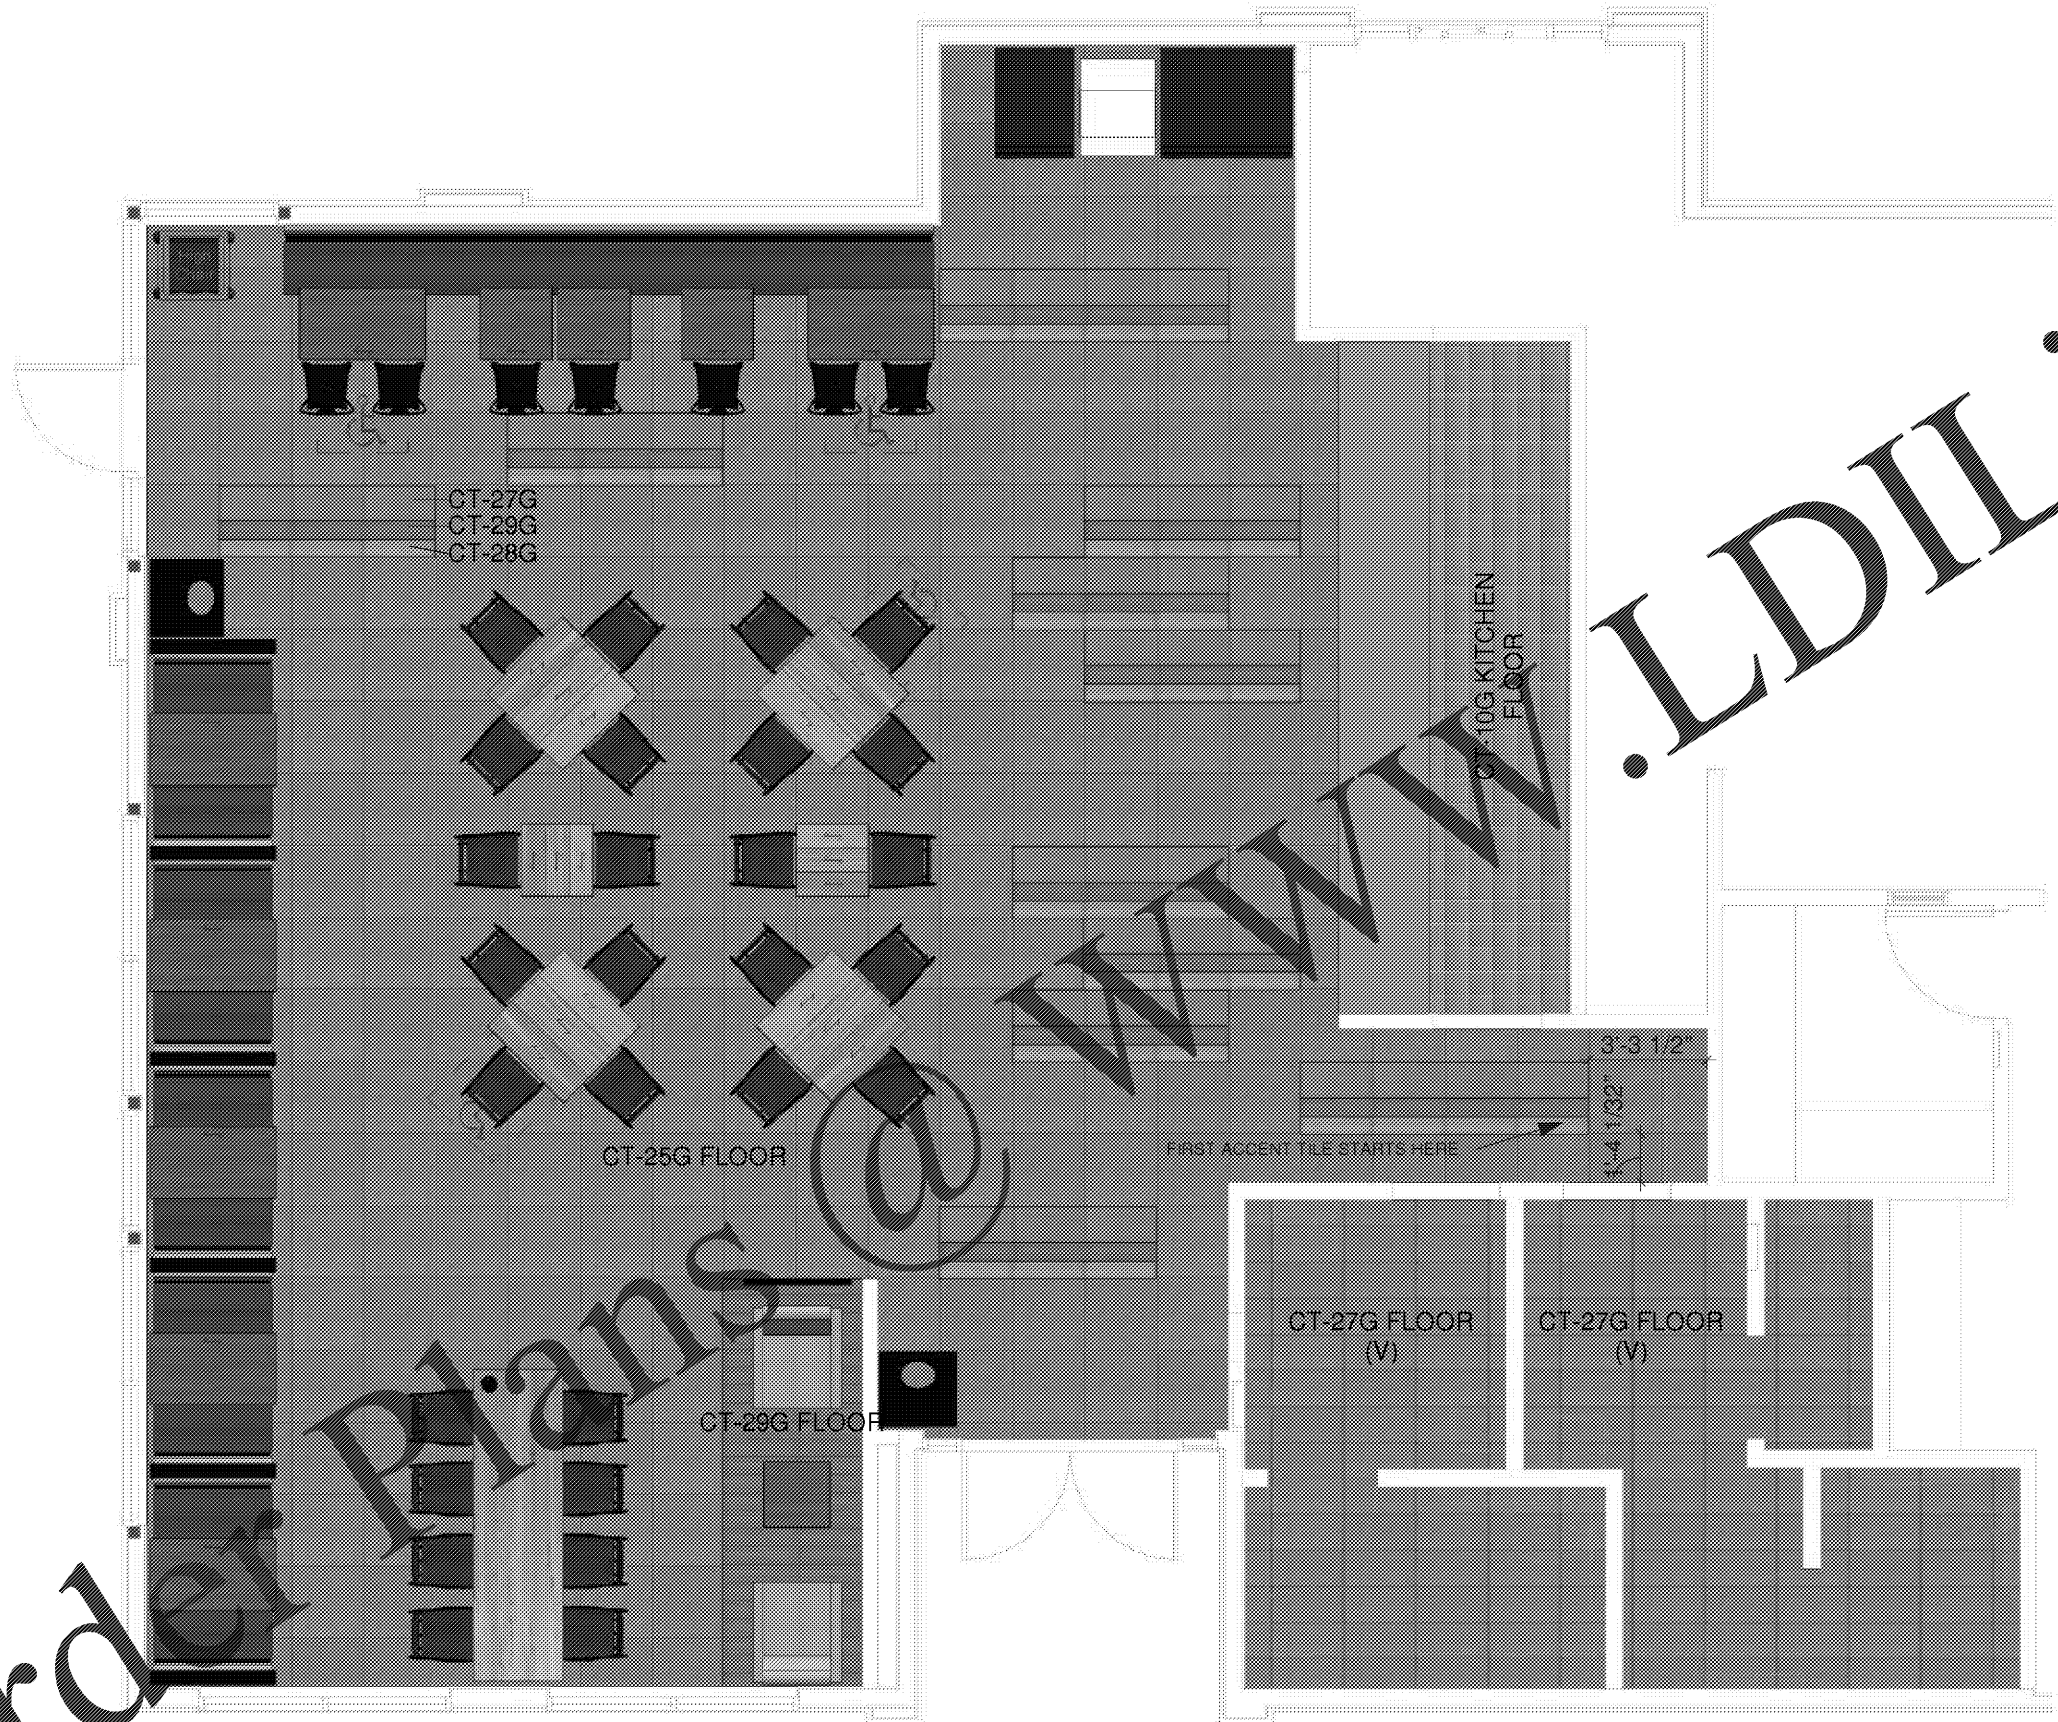 CT-27G
CT-29G
CT-28G
CT-10G KITCHEN
FLOOR
3'-3 1/2"
1'-4 1/32"
FIRST ACCENT TILE STARTS HERE
CT-25G FLOOR
CT-27G FLOOR
(V)
CT-27G FLOOR
(V)
CT-29G FLOOR
rder Plans @ www.LDIL.